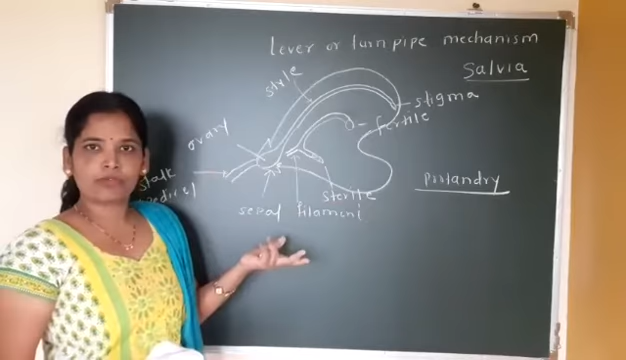 Lever or turn pipe mechanism
Salvia
style
stigma
fertile
ovary
stalk
pedicel
sterile
sepal
filament
Protandry